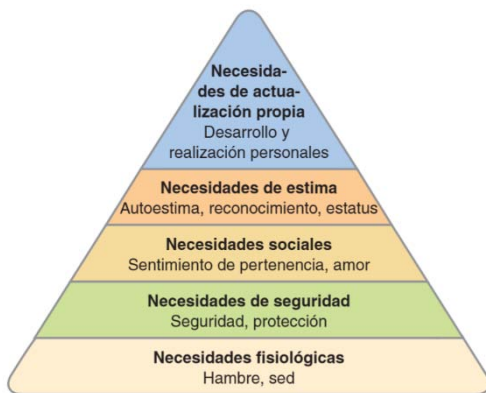 Necesida-
des de actua-
lización propia
Desarrollo y
realización personales
Necesidades de estima
Autoestima, reconocimiento, estatus
Necesidades sociales
Sentimiento de pertenencia, amor
Necesidades de seguridad
Seguridad, protección
Necesidades fisiológicas
Hambre, sed